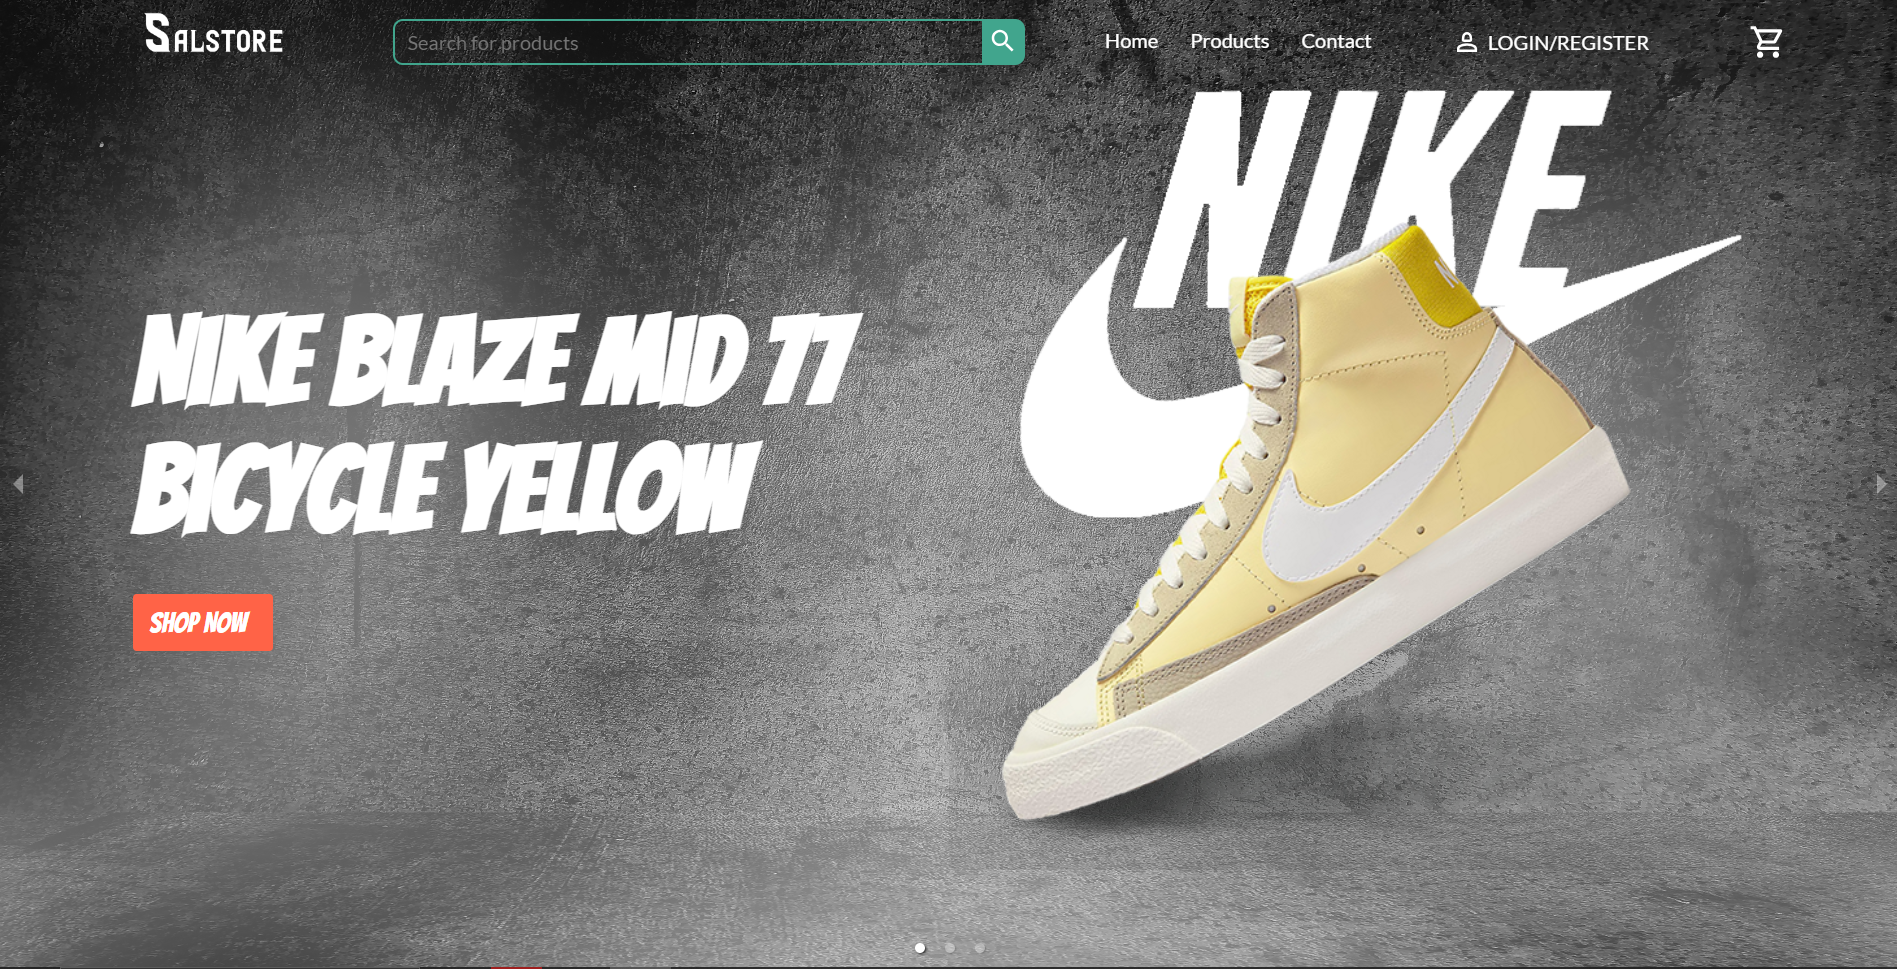 SALSTORE
Search for products
Home
Products
Contact
LOGIN/REGISTER
NIKE
NIKE BLAZE MID 77
BICYCLE YELLOW
SHOP NOW